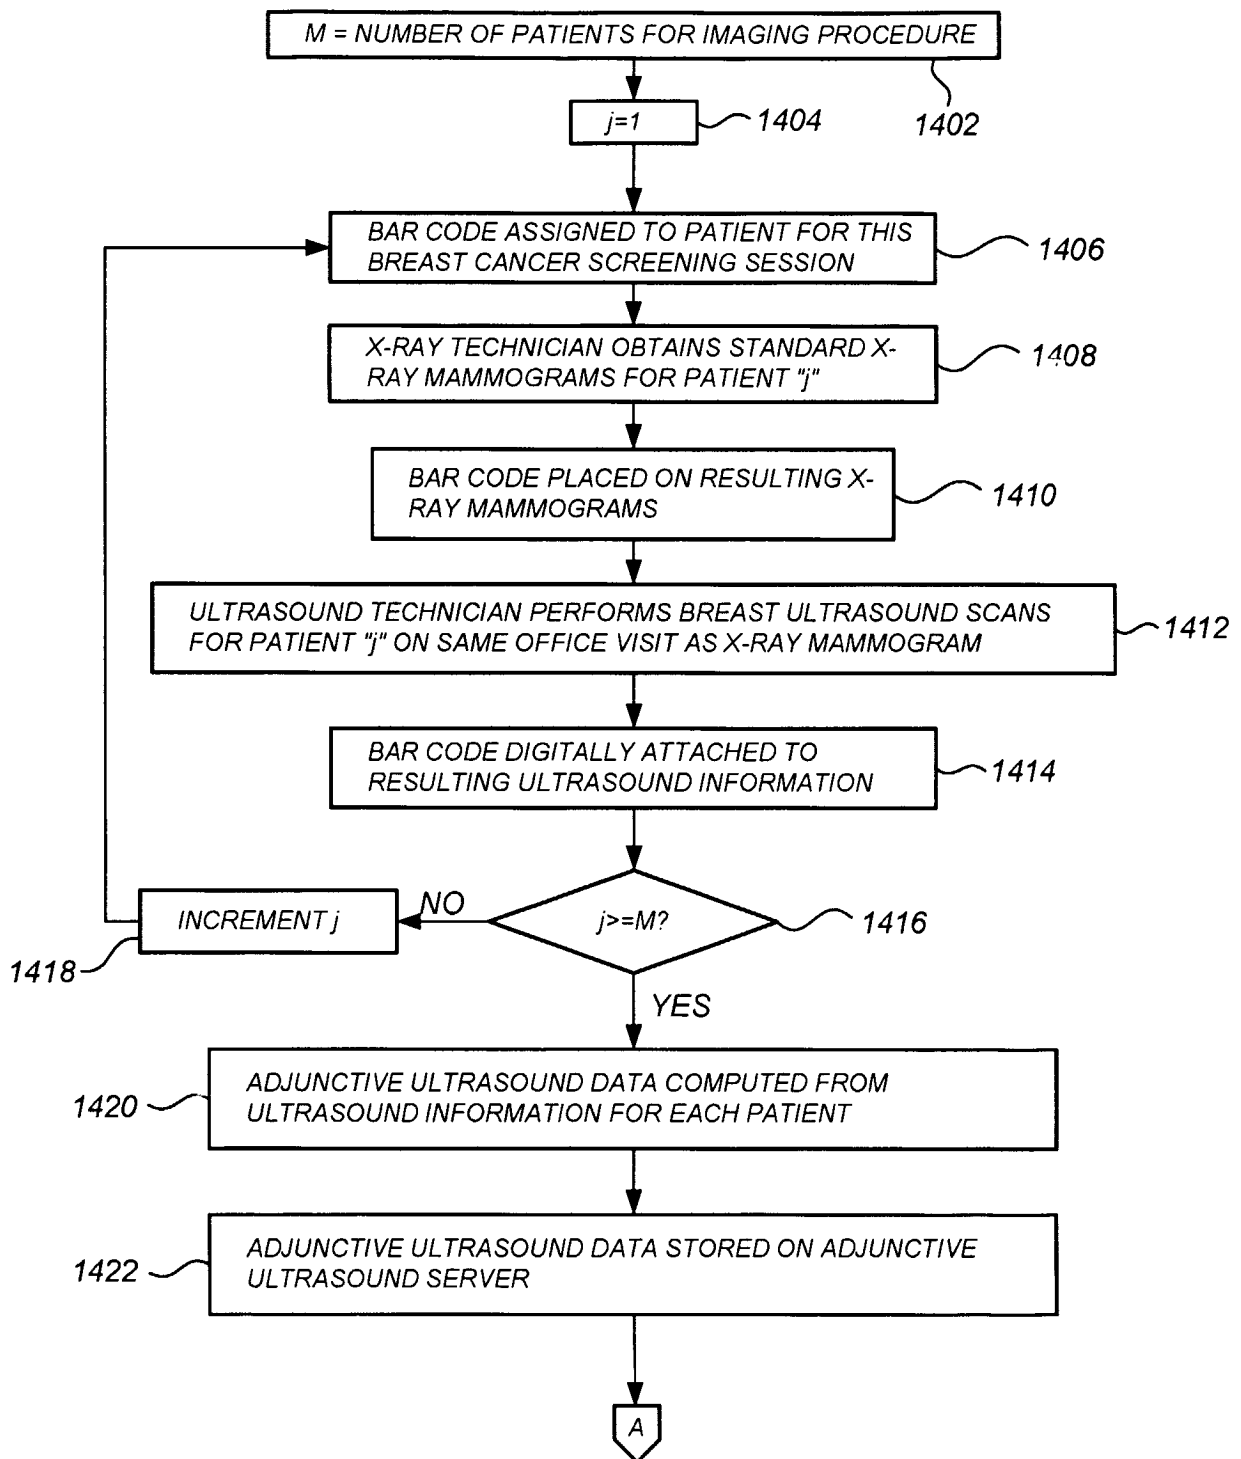 M = NUMBER OF PATIENTS FOR IMAGING PROCEDURE
1402
j=1
1404
BAR CODE ASSIGNED TO PATIENT FOR THIS
BREAST CANCER SCREENING SESSION
1406
X-RAY TECHNICIAN OBTAINS STANDARD X-
RAY MAMMOGRAMS FOR PATIENT "j"
1408
BAR CODE PLACED ON RESULTING X-
RAY MAMMOGRAMS
1410
ULTRASOUND TECHNICIAN PERFORMS BREAST ULTRASOUND SCANS
FOR PATIENT "j" ON SAME OFFICE VISIT AS X-RAY MAMMOGRAM
1412
BAR CODE DIGITALLY ATTACHED TO
RESULTING ULTRASOUND INFORMATION
1414
j>=M?
1416
NO
INCREMENT j
1418
YES
ADJUNCTIVE ULTRASOUND DATA COMPUTED FROM
ULTRASOUND INFORMATION FOR EACH PATIENT
1420
ADJUNCTIVE ULTRASOUND DATA STORED ON ADJUNCTIVE
ULTRASOUND SERVER
1422
A